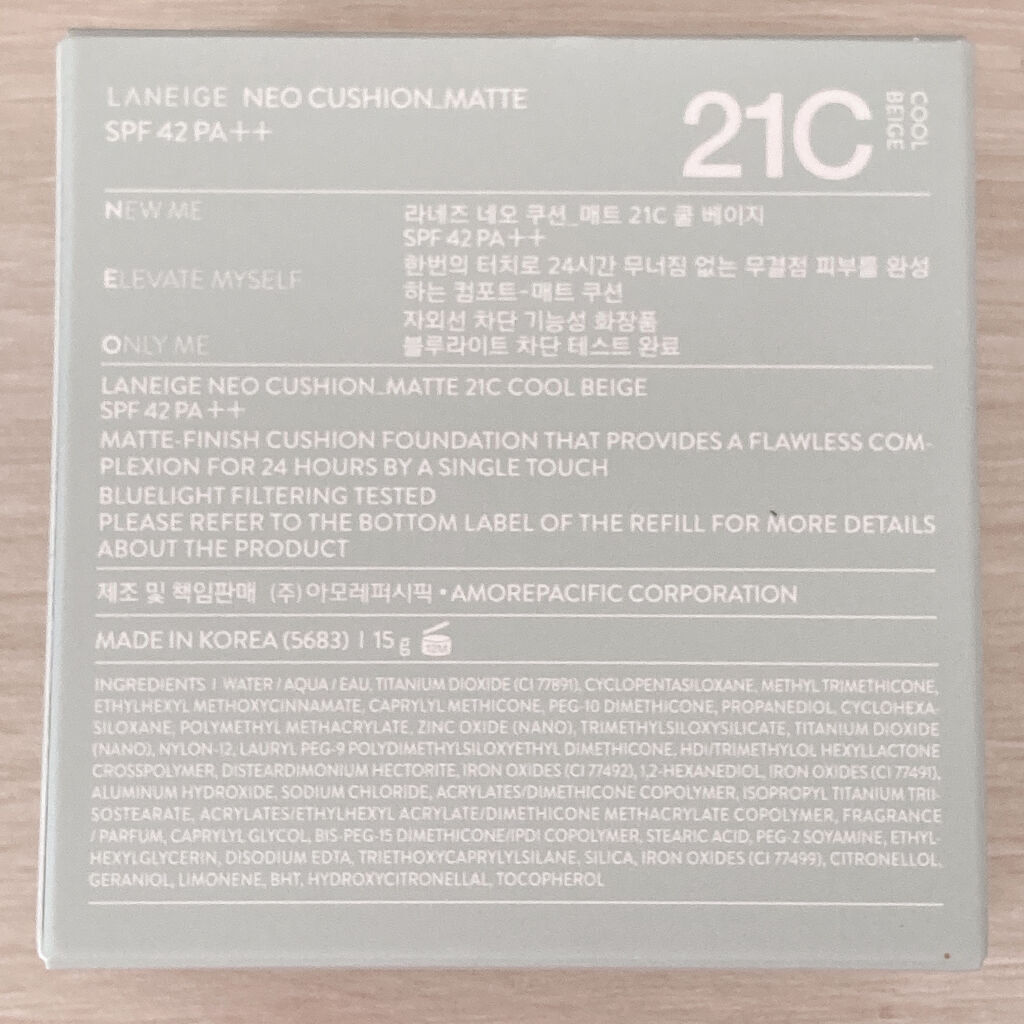 LANEIGE NEO CUSHION_MATTE
SPF 42 PA++
21C
COOL
BEIGE
NEW ME
ELEVATE MYSELF
ONLY ME
라네즈 네오 쿠션_매트 21C 쿨 베이지
SPF 42 PA++
한번의 터치로 24시간 무너짐 없는 무결점 피부를 완성
하는 컴포트-매트 쿠션
자외선 차단 기능성 화장품
블루라이트 차단 테스트 완료
LANEIGE NEO CUSHION_MATTE 21C COOL BEIGE
SPF 42 PA++
MATTE-FINISH CUSHION FOUNDATION THAT PROVIDES A FLAWLESS COM-
PLEXION FOR 24 HOURS BY A SINGLE TOUCH
BLUELIGHT FILTERING TESTED
PLEASE REFER TO THE BOTTOM LABEL OF THE REFILL FOR MORE DETAILS
ABOUT THE PRODUCT
제조 및 책임판매 (주)아모레퍼시픽 • AMOREPACIFIC CORPORATION
MADE IN KOREA (5683) I 15 g 12M
INGREDIENTS I WATER / AQUA / EAU, TITANIUM DIOXIDE (CI 77891), CYCLOPENTASILOXANE, METHYL TRIMETHICONE,
ETHYLHEXYL METHOXYCINNAMATE, CAPRYLYL METHICONE, PEG-10 DIMETHICONE, PROPANEDIOL, CYCLOHEXA-
SILOXANE, POLYMETHYL METHACRYLATE, ZINC OXIDE (NANO), TRIMETHYLSILOXYSILICATE, TITANIUM DIOXIDE
(NANO), NYLON-12, LAURYL PEG-9 POLYDIMETHYLSILOXYETHYL DIMETHICONE, HDI/TRIMETHYLOL HEXYLLACTONE
CROSSPOLYMER, DISTEARDIMONIUM HECTORITE, IRON OXIDES (CI 77492), 1,2-HEXANEDIOL, IRON OXIDES (CI 77491),
ALUMINUM HYDROXIDE, SODIUM CHLORIDE, ACRYLATES/DIMETHICONE COPOLYMER, ISOPROPYL TITANIUM TRII-
SOSTEARATE, ACRYLATES/ETHYLHEXYL ACRYLATE/DIMETHICONE METHACRYLATE COPOLYMER, FRAGRANCE
/ PARFUM, CAPRYLYL GLYCOL, BIS-PEG-15 DIMETHICONE/IPDI COPOLYMER, STEARIC ACID, PEG-2 SOYAMINE, ETHYL-
HEXYLGLYCERIN, DISODIUM EDTA, TRIETHOXYCAPRYLYLSILANE, SILICA, IRON OXIDES (CI 77499), CITRONELLOL,
GERANIOL, LIMONENE, BHT, HYDROXYCITRONELLAL, TOCOPHEROL